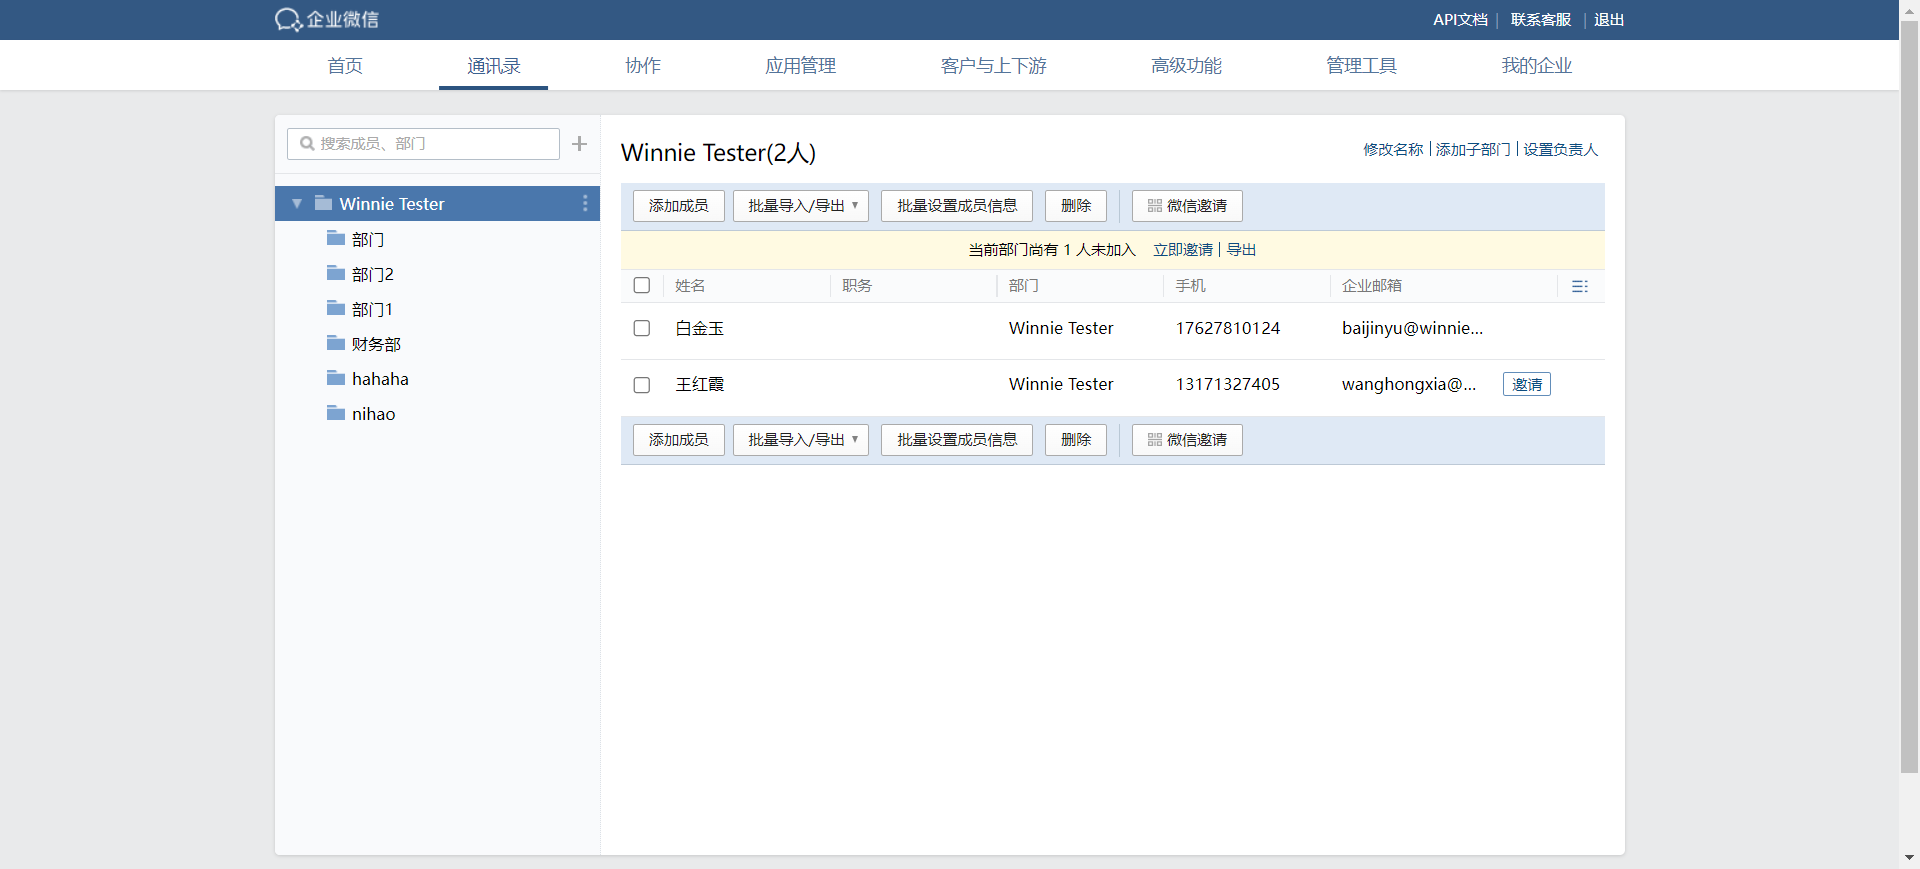 企业微信
API文档 | 联系客服 | 退出
首页 通讯录 协作 应用管理 客户与上下游 高级功能 管理工具 我的企业
搜索成员、部门
Winnie Tester
部门
部门2
部门1
财务部
hahaha
nihao
Winnie Tester(2人)
修改名称 | 添加子部门 | 设置负责人
添加成员 批量导入/导出 批量设置成员信息 删除 微信邀请
当前部门尚有 1 人未加入 立即邀请 | 导出
姓名 职务 部门 手机 企业邮箱
白金玉 Winnie Tester 17627810124 baijinyu@winnie...
王红霞 Winnie Tester 13171327405 wanghongxia@... 邀请
添加成员 批量导入/导出 批量设置成员信息 删除 微信邀请